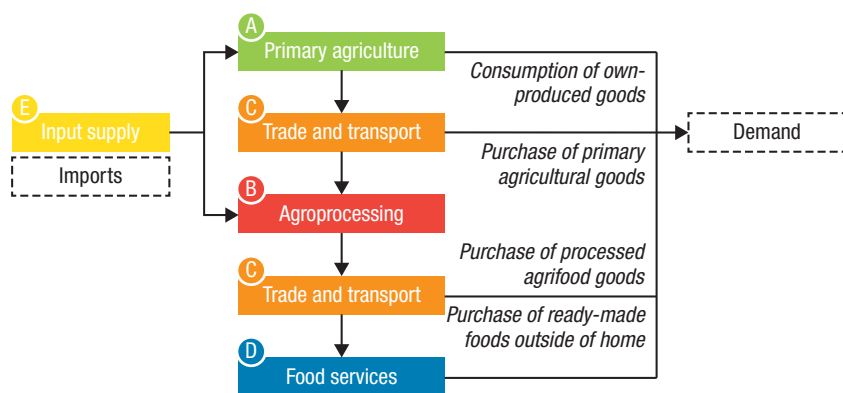 A
Primary agriculture
Consumption of own-
produced goods
E
Input supply
C
Trade and transport
Demand
Imports
Purchase of primary
agricultural goods
B
Agroprocessing
Purchase of processed
agrifood goods
C
Trade and transport
Purchase of ready-made
foods outside of home
D
Food services